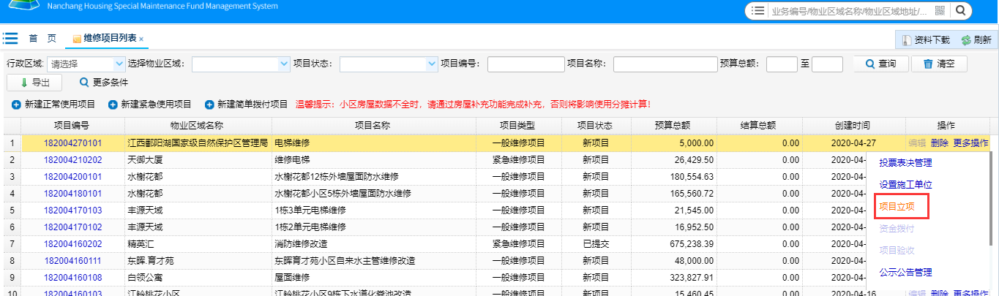 Nanchang Housing Special Maintenance Fund Management System
业务编号/物业区域名称/物业区域地址/...
首 页 维修项目列表 × 资料下载 刷新
行政区域: 请选择 选择物业区域: 项目状态: 项目编号: 项目名称: 预算总额: 至 查询 清空
导出 更多条件
新建正常使用项目 新建紧急使用项目 新建简单拨付项目 温馨提示：小区房屋数据不全时，请通过房屋补充功能完成补充，否则将影响使用分摊计算！
项目编号 物业区域名称 项目名称 项目类型 项目状态 预算总额 结算总额 创建时间 操作
1 182004270101 江西鄱阳湖国家级自然保护区管理局 电梯维修 一般维修项目 新项目 5,000.00 0.00 2020-04-27 编辑 删除 更多操作
2 182004210202 天御大厦 维修电梯 紧急维修项目 新项目 26,429.50 0.00 2020-04- 投票表决管理
3 182004200101 水榭花都 水榭花都12栋外墙屋面防水维修 一般维修项目 新项目 180,554.63 0.00 2020-04-
设置施工单位
4 182004180101 水榭花都 水榭花都小区5栋外墙屋面防水维修 一般维修项目 新项目 165,560.72 0.00 2020-04-
5 182004170103 丰源天域 1栋3单元电梯维修 一般维修项目 新项目 21,545.00 0.00 2020-04- 项目立项
6 182004170102 丰源天域 1栋2单元电梯维修 一般维修项目 新项目 16,952.50 0.00 2020-04- 资金拨付
7 182004160202 精英汇 消防维修改造 紧急维修项目 已提交 675,238.39 0.00 2020-04-
项目验收
8 182004160111 东晖.育才苑 东晖育才苑小区自来水主管维修改造 一般维修项目 新项目 48,000.00 0.00 2020-04-
9 182004160108 白领公寓 屋面维修 一般维修项目 新项目 323,827.91 0.00 2020-04- 公示公告管理
10 182004160103 江铃桃花小区 江铃桃花小区9栋下水道化粪池改造 一般维修项目 新项目 15,460.45 0.00 2020-04-16 编辑 删除 更多操作